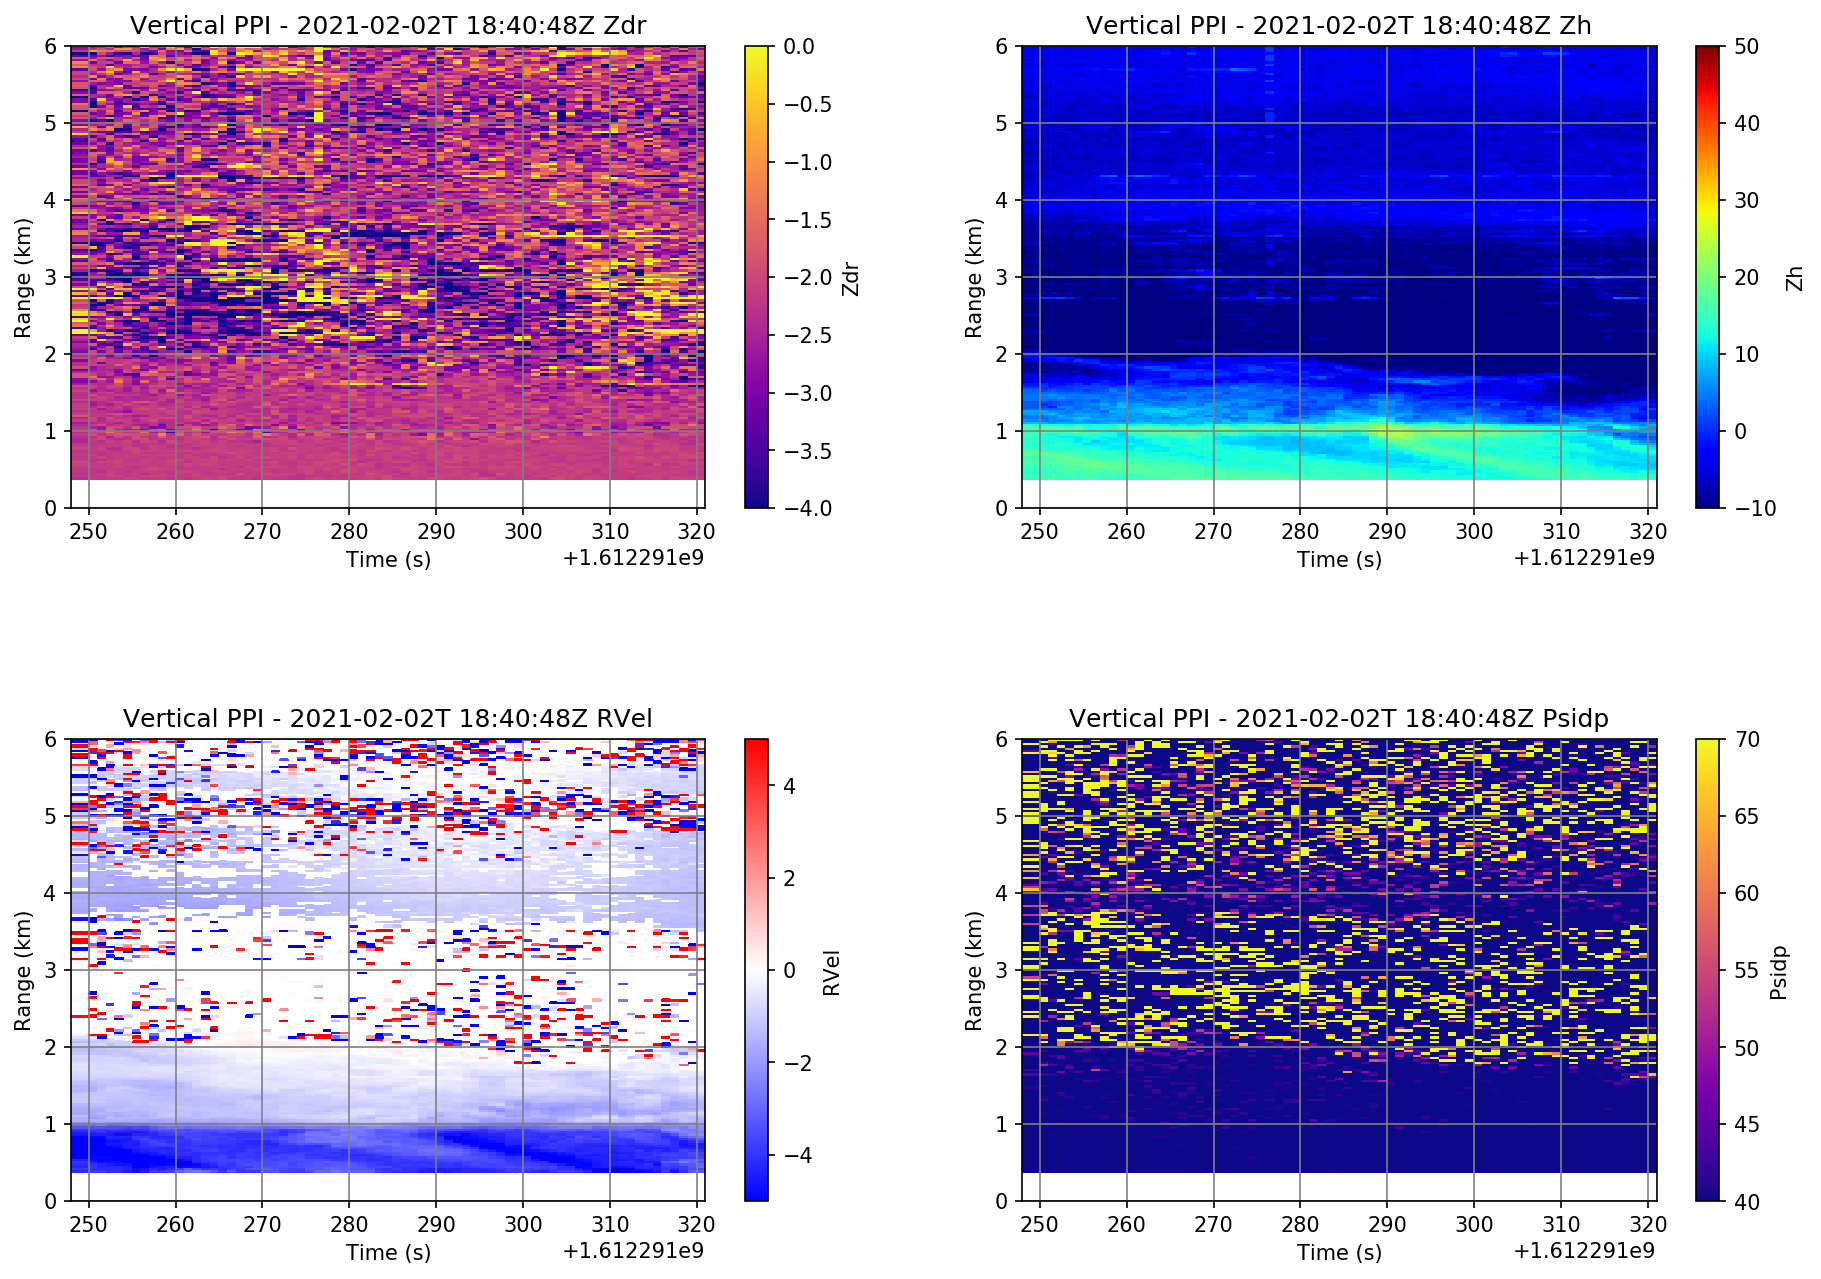 Vertical PPI - 2021-02-02T 18:40:48Z Zdr
6
5
4
3
2
1
0
Range (km)
250 260 270 280 290 300 310 320
Time (s)
+1.612291e9
0.0
−0.5
−1.0
−1.5
−2.0
−2.5
−3.0
−3.5
−4.0
Zdr
Vertical PPI - 2021-02-02T 18:40:48Z Zh
6
5
4
3
2
1
0
Range (km)
250 260 270 280 290 300 310 320
Time (s)
+1.612291e9
50
40
30
20
10
0
−10
Zh
Vertical PPI - 2021-02-02T 18:40:48Z RVel
6
5
4
3
2
1
0
Range (km)
250 260 270 280 290 300 310 320
Time (s)
+1.612291e9
4
2
0
−2
−4
RVel
Vertical PPI - 2021-02-02T 18:40:48Z Psidp
6
5
4
3
2
1
0
Range (km)
250 260 270 280 290 300 310 320
Time (s)
+1.612291e9
70
65
60
55
50
45
40
Psidp